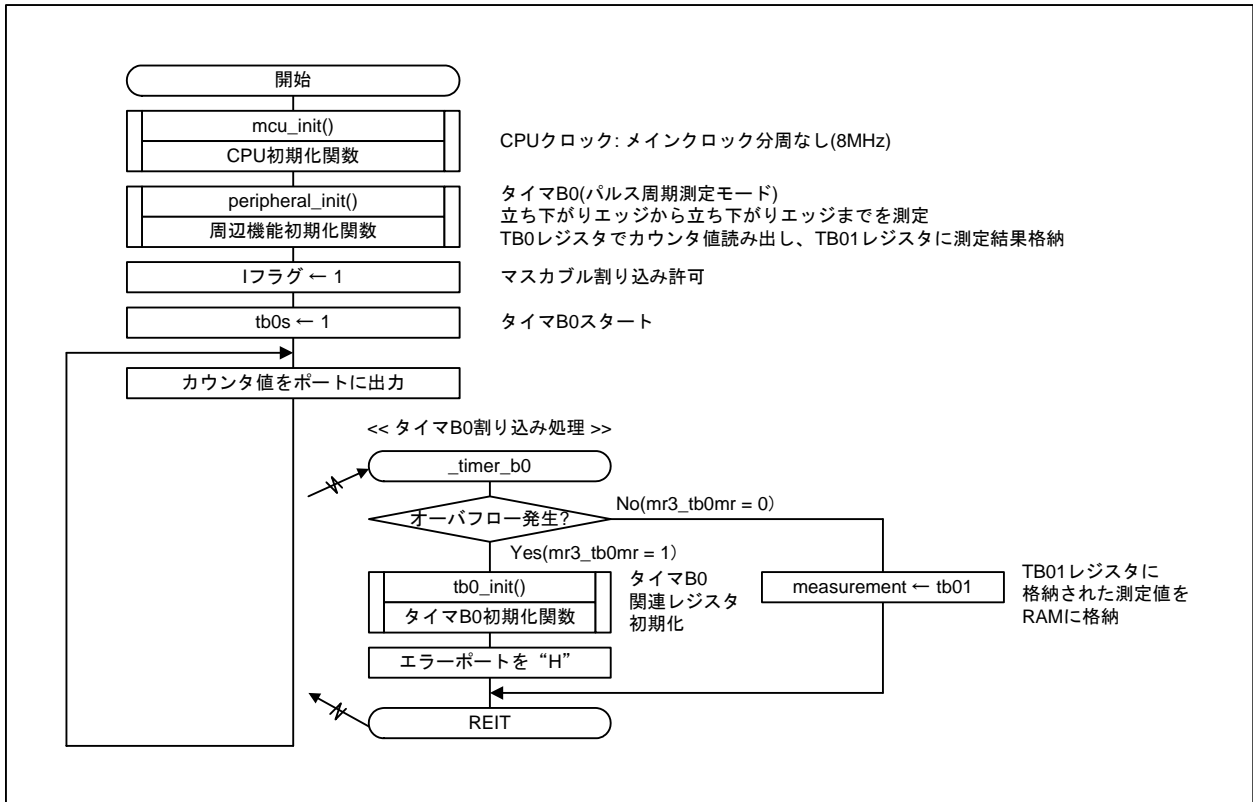 開始
mcu_init()
CPU初期化関数
CPUクロック: メインクロック分周なし(8MHz)
peripheral_init()
周辺機能初期化関数
タイマB0(パルス周期測定モード)
立ち下がりエッジから立ち下がりエッジまでを測定
TB0レジスタでカウンタ値読み出し、TB01レジスタに測定結果格納
Iフラグ ← 1
マスカブル割り込み許可
tb0s ← 1
タイマB0スタート
カウンタ値をポートに出力
<< タイマB0割り込み処理 >>
_timer_b0
オーバフロー発生?
No(mr3_tb0mr = 0)
Yes(mr3_tb0mr = 1)
tb0_init()
タイマB0初期化関数
タイマB0
関連レジスタ
初期化
measurement ← tb01
TB01レジスタに
格納された測定値を
RAMに格納
エラーポートを“H”
REIT